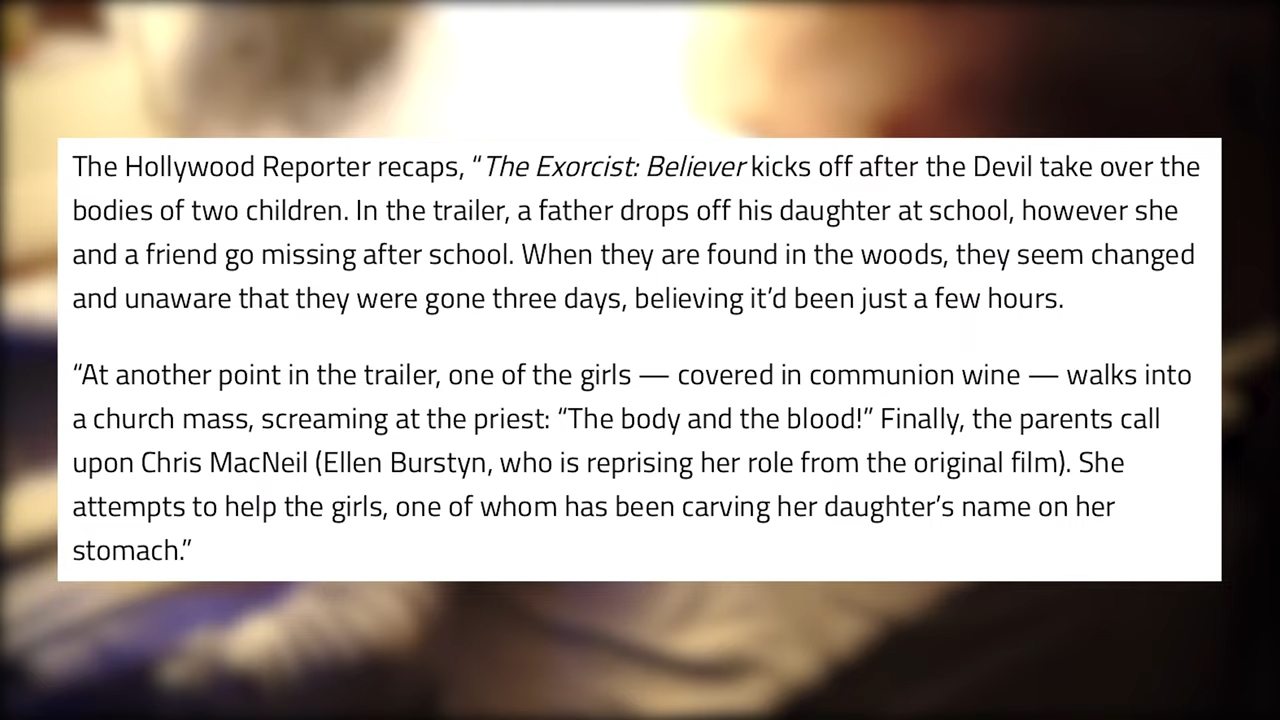 The Hollywood Reporter recaps, “The Exorcist: Believer kicks off after the Devil take over the
bodies of two children. In the trailer, a father drops off his daughter at school, however she
and a friend go missing after school. When they are found in the woods, they seem changed
and unaware that they were gone three days, believing it’d been just a few hours.
“At another point in the trailer, one of the girls — covered in communion wine — walks into
a church mass, screaming at the priest: “The body and the blood!” Finally, the parents call
upon Chris MacNeil (Ellen Burstyn, who is reprising her role from the original film). She
attempts to help the girls, one of whom has been carving her daughter’s name on her
stomach.”